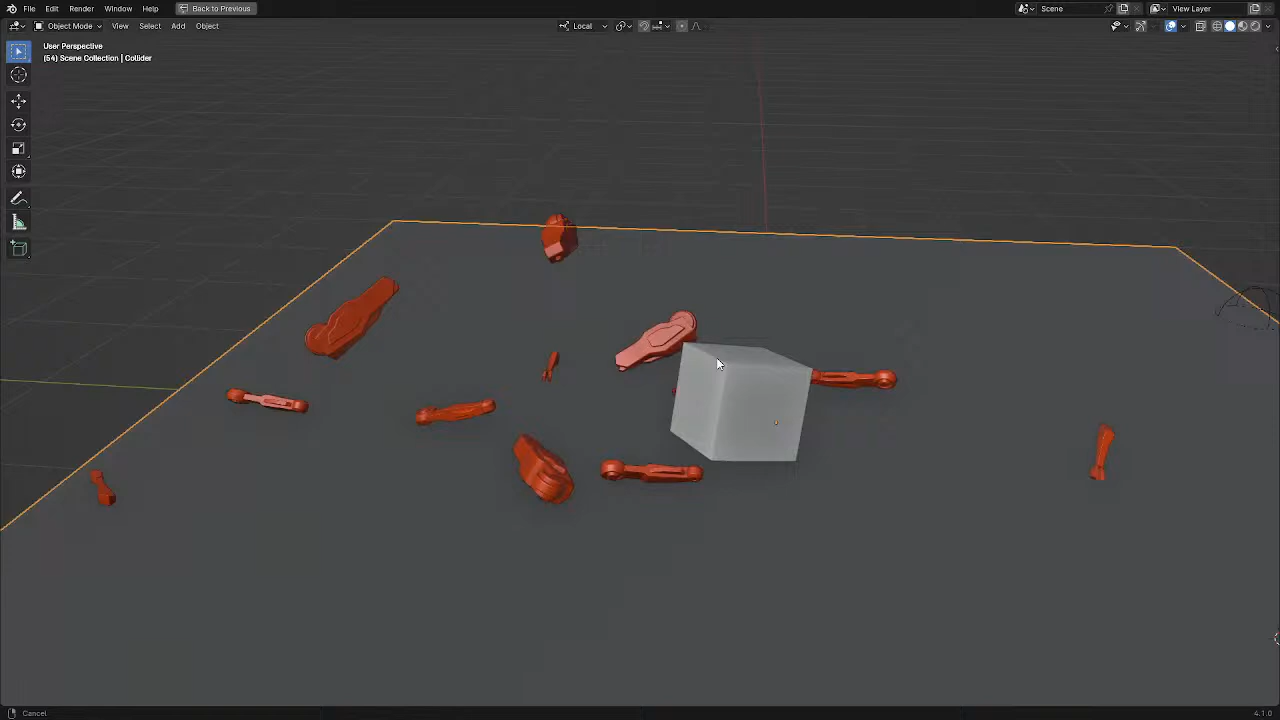 File Edit Render Window Help Back to Previous Scene View Layer
Object Mode View Select Add Object Local
User Perspective
(54) Scene Collection | Collider
Cancel 4.1.0